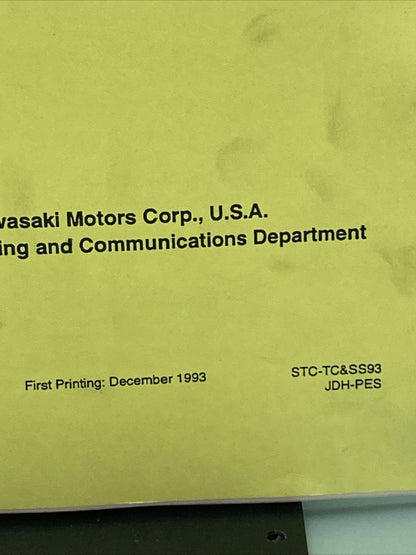 wasaki Motors Corp., U.S.A.
ing and Communications Department
First Printing: December 1993
STC-TC&SS93
JDH-PES